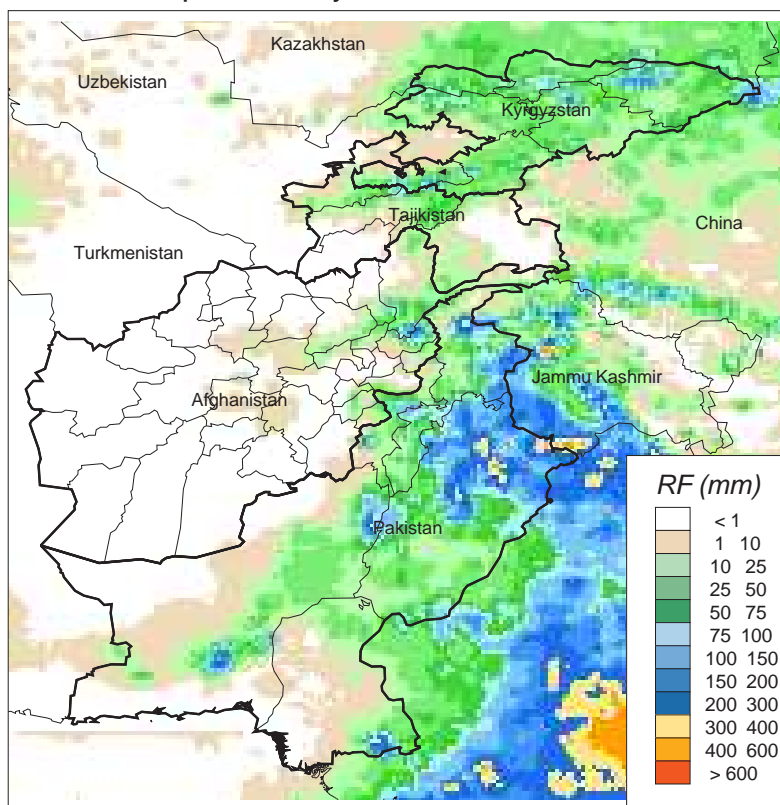 Kazakhstan
Uzbekistan
Kyrgyzstan
Tajikistan
China
Turkmenistan
Jammu Kashmir
Afghanistan
Pakistan
RF (mm)
< 1
1 10
10 25
25 50
50 75
75 100
100 150
150 200
200 300
300 400
400 600
> 600